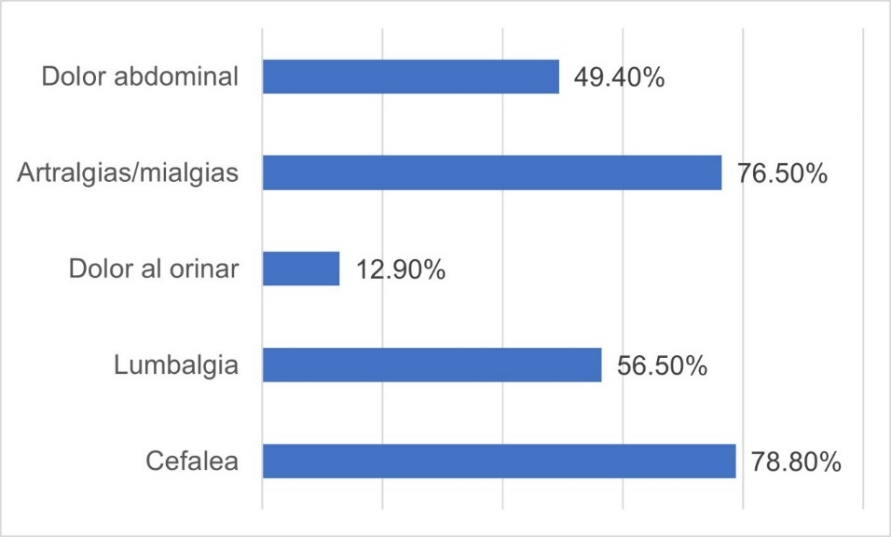 Dolor abdominal 49.40%
Artralgias/mialgias 76.50%
Dolor al orinar 12.90%
Lumbalgia 56.50%
Cefalea 78.80%